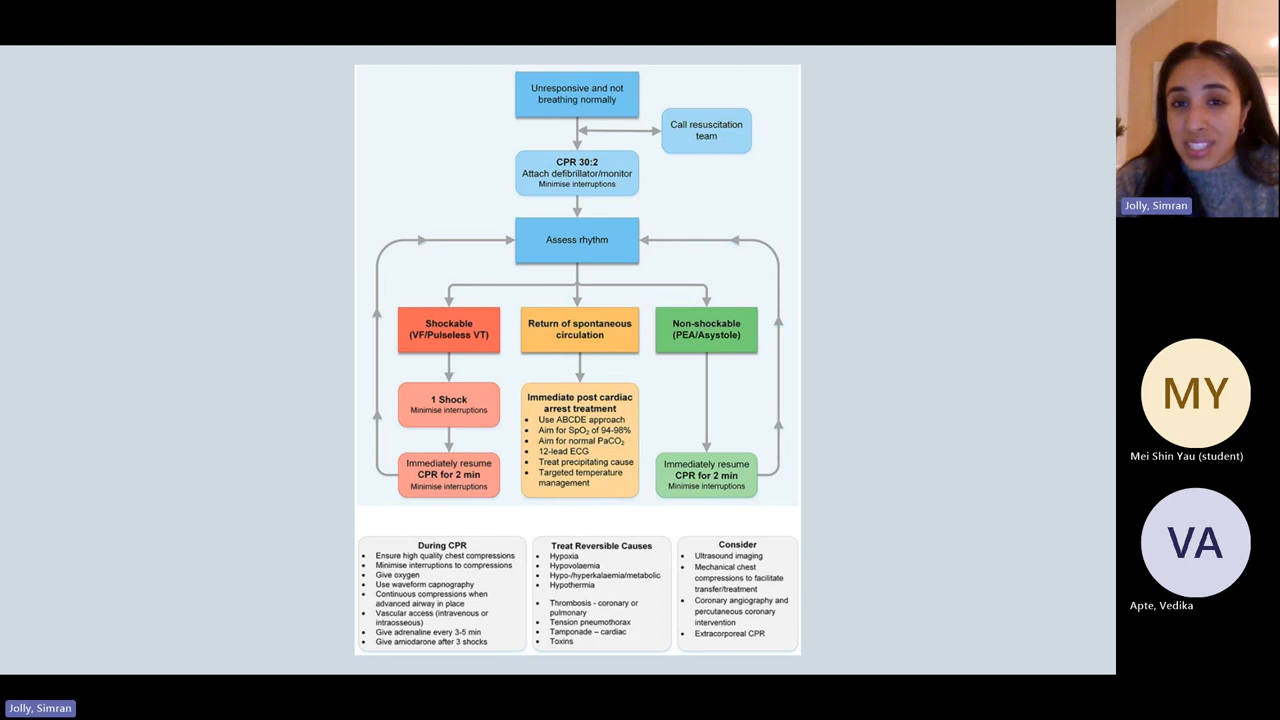 Unresponsive and not
breathing normally
Call resuscitation
team
CPR 30:2
Attach defibrillator/monitor
Minimise interruptions
Assess rhythm
Shockable
(VF/Pulseless VT)
Return of spontaneous
circulation
Non-shockable
(PEA/Asystole)
1 Shock
Minimise interruptions
Immediate post cardiac
arrest treatment
• Use ABCDE approach
• Aim for SpO₂ of 94-98%
• Aim for normal PaCO₂
• 12-lead ECG
• Treat precipitating cause
• Targeted temperature
management
Immediately resume
CPR for 2 min
Minimise interruptions
Immediately resume
CPR for 2 min
Minimise interruptions
During CPR
• Ensure high quality chest compressions
• Minimise interruptions to compressions
• Give oxygen
• Use waveform capnography
• Continuous compressions when
advanced airway in place
• Vascular access (intravenous or
intraosseous)
• Give adrenaline every 3-5 min
• Give amiodarone after 3 shocks
Treat Reversible Causes
• Hypoxia
• Hypovolaemia
• Hypo-/hyperkalaemia/metabolic
• Hypothermia
• Thrombosis - coronary or
pulmonary
• Tension pneumothorax
• Tamponade – cardiac
• Toxins
Consider
• Ultrasound imaging
• Mechanical chest
compressions to facilitate
transfer/treatment
• Coronary angiography and
percutaneous coronary
intervention
• Extracorporeal CPR
Jolly, Simran
MY
Mei Shin Yau (student)
VA
Apte, Vedika
Jolly, Simran